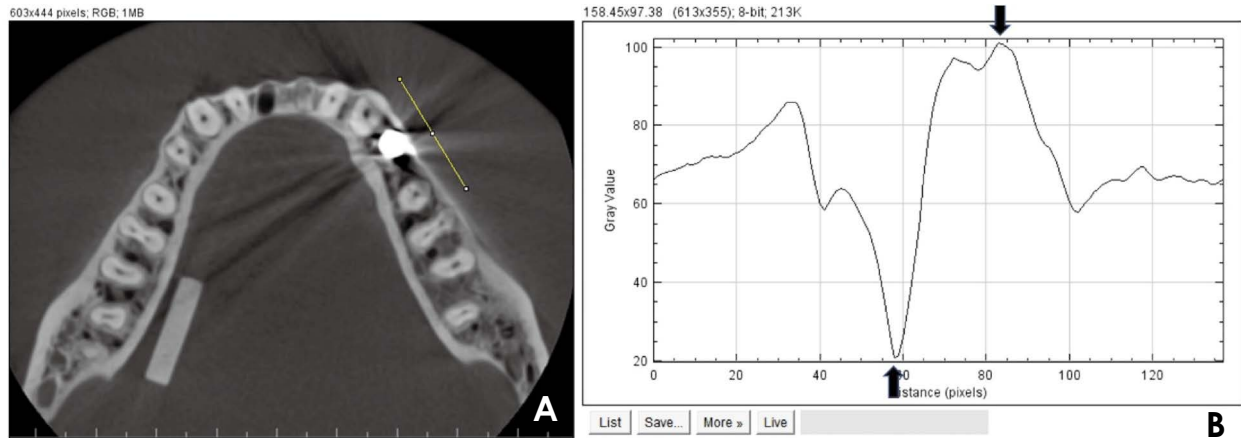 603x444 pixels; RGB; 1MB
A
158.45x97.38 (613x355); 8-bit; 213K
Gray Value
100
80
60
40
20
0 20 40 60 80 100 120
istance (pixels)
List Save... More » Live
B